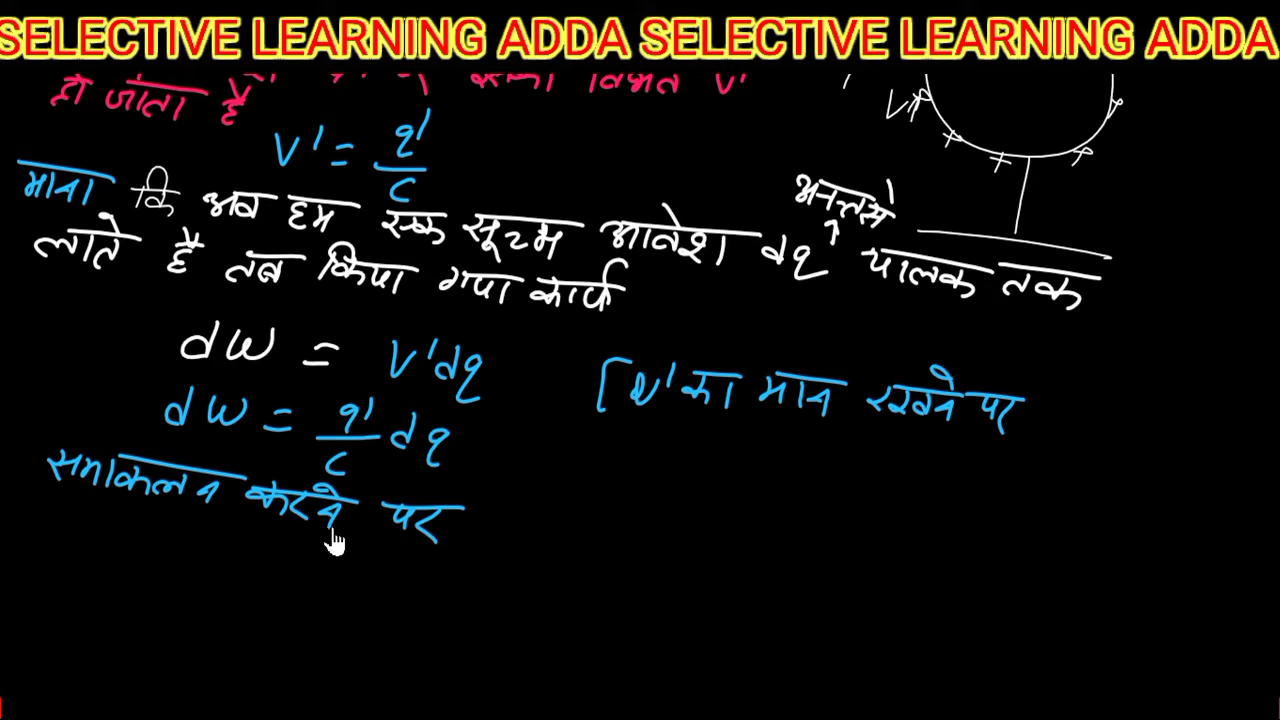 SELECTIVE LEARNING ADDA SELECTIVE LEARNING ADDA
हो जाता है विभव V'
V' = q'/C
माना कि अब हम एक सूक्ष्म आवेश dq अनन्त से चालक तक
लाते है तब किया गया कार्य
dW = V'dq
dW = q'/C dq [V' का मान रखने पर
समाकलन करने पर